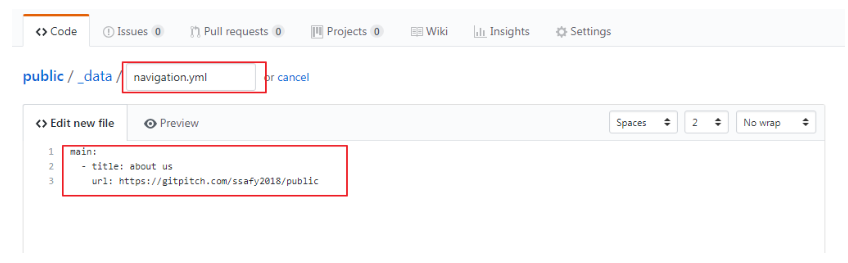 Code Issues 0 Pull requests 0 Projects 0 Wiki Insights Settings
public / _data / navigation.yml or cancel
Edit new file Preview Spaces 2 No wrap
1 main:
2 - title: about us
3 url: https://gitpitch.com/ssafy2018/public